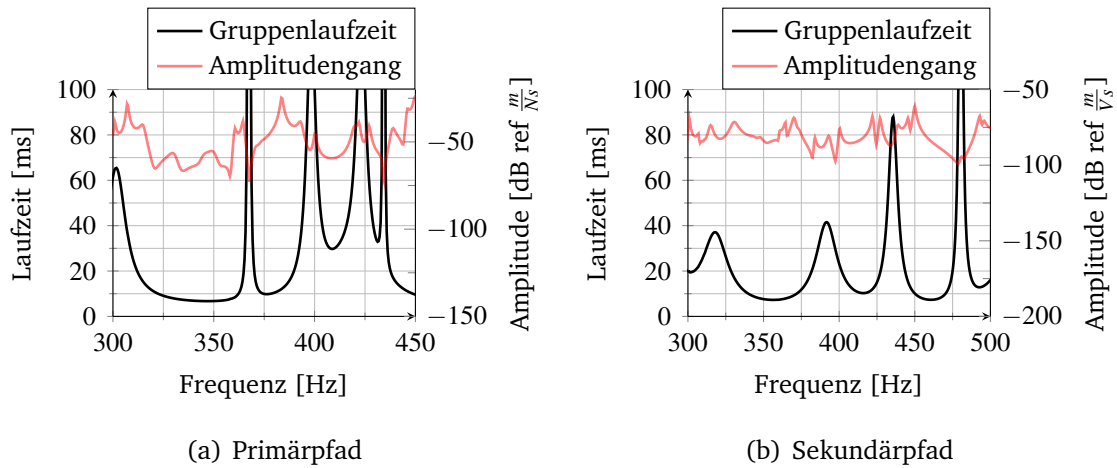 Gruppenlaufzeit
Amplitudengang
100
80
60
40
20
0
Laufzeit [ms]
−50
−100
−150
Amplitude [dB ref m/Ns]
300
350
400
450
Frequenz [Hz]
(a) Primärpfad
Gruppenlaufzeit
Amplitudengang
100
80
60
40
20
0
Laufzeit [ms]
−50
−100
−150
−200
Amplitude [dB ref m/Vs]
300
350
400
450
500
Frequenz [Hz]
(b) Sekundärpfad